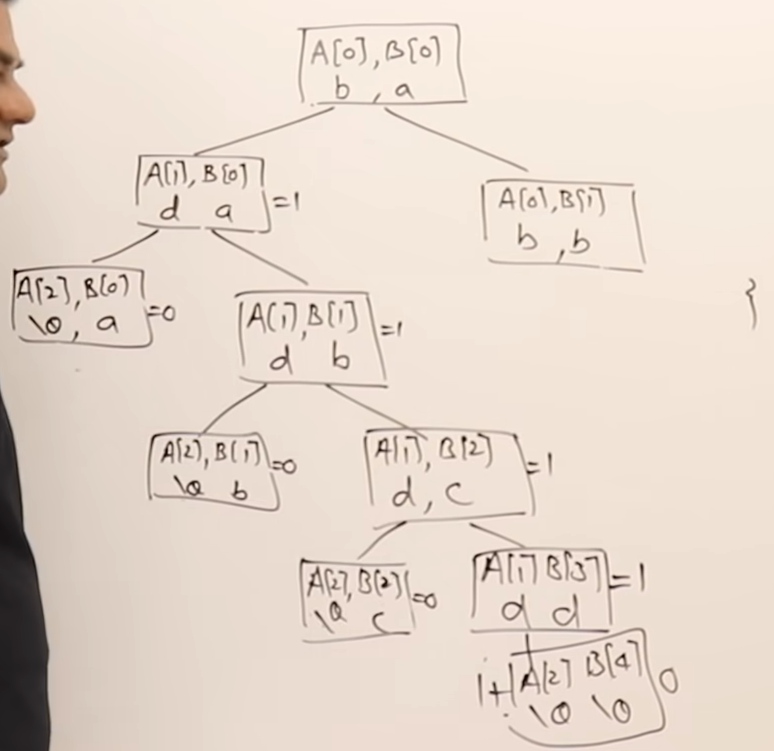 A[0], B[0]
b , a
A[1], B[0]
d a =1
A[0], B[1]
b , b
A[2], B[0]
\0, a =0
A[1], B[1]
d b =1
}
A[2], B[1]
\0 b =0
A[1], B[2]
d, c =1
A[2], B[2]
\0 c =0
A[1] B[3]
d d =1
1+ A[2] B[4]
\0 \0 0